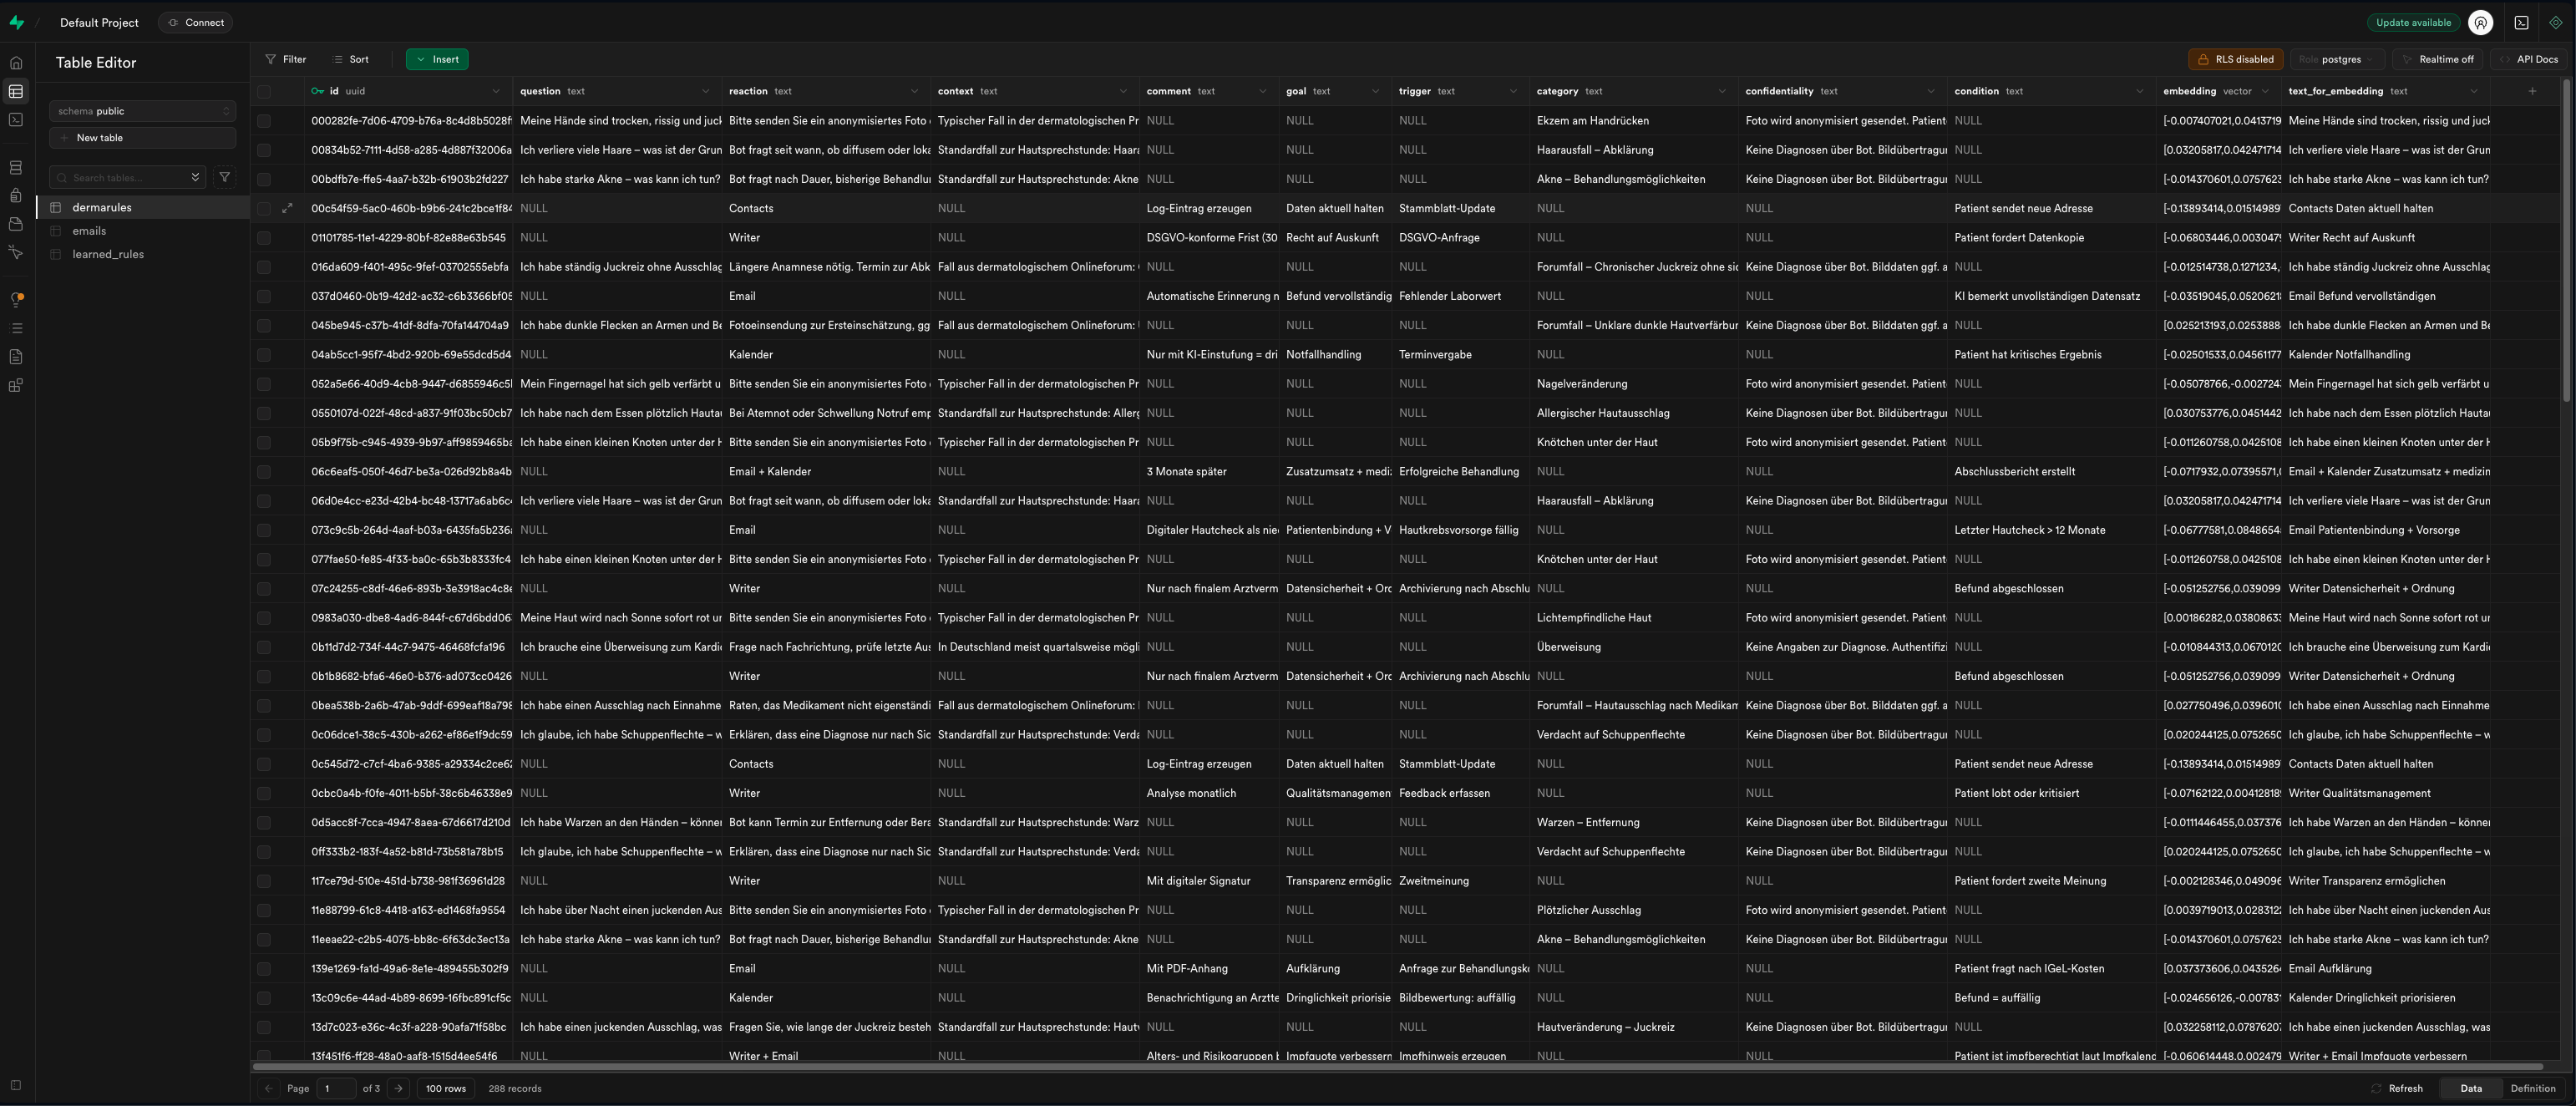 Default Project Connect Update available
Table Editor Filter Sort Insert RLS disabled Role postgres Realtime off API Docs
schema public
New table
Search tables...
dermarules
emails
learned_rules
id uuid question text reaction text context text comment text goal text trigger text category text confidentiality text condition text embedding vector text_for_embedding text
000282fe-7d06-4709-b76a-8c4d8b5028f Meine Hände sind trocken, rissig und juck Bitte senden Sie ein anonymisiertes Foto Typischer Fall in der dermatologischen Pr NULL NULL NULL Ekzem am Handrücken Foto wird anonymisiert gesendet. Patient NULL [-0.007407021,0.0413719 Meine Hände sind trocken, rissig und juck
00834b52-7111-4d58-a285-4d887f32006a Ich verliere viele Haare – was ist der Grun Bot fragt seit wann, ob diffusem oder loka Standardfall zur Hautsprechstunde: Haara NULL NULL NULL Haarausfall – Abklärung Keine Diagnosen über Bot. Bildübertragur NULL [0.03205817,0.042471714 Ich verliere viele Haare – was ist der Grun
00bdfb7e-ffe5-4aa7-b32b-61903b2fd227 Ich habe starke Akne – was kann ich tun? Bot fragt nach Dauer, bisherige Behandlur Standardfall zur Hautsprechstunde: Akne NULL NULL NULL Akne – Behandlungsmöglichkeiten Keine Diagnosen über Bot. Bildübertragur NULL [-0.014370601,0.0757623 Ich habe starke Akne – was kann ich tun?
00c54f59-5ac0-460b-b9b6-241c2bce1f84 NULL Contacts NULL Log-Eintrag erzeugen Daten aktuell halten Stammblatt-Update NULL NULL Patient sendet neue Adresse [-0.13893414,0.01514989 Contacts Daten aktuell halten
01101785-11e1-4229-80bf-82e88e63b545 NULL Writer NULL DSGVO-konforme Frist (30 Recht auf Auskunft DSGVO-Anfrage NULL NULL Patient fordert Datenkopie [-0.06803446,0.003047 Writer Recht auf Auskunft
016da609-f401-495c-9fef-03702555ebfa Ich habe ständig Juckreiz ohne Ausschlag Längere Anamnese nötig. Termin zur Abk Fall aus dermatologischem Onlineforum: NULL NULL NULL Forumfall – Chronischer Juckreiz ohne sic Keine Diagnose über Bot. Bilddaten ggf. a NULL [-0.012514738,0.1271234, Ich habe ständig Juckreiz ohne Ausschlag
037d0460-0b19-42d2-ac32-c6b3366bf05 NULL Email NULL Automatische Erinnerung n Befund vervollständig Fehlender Laborwert NULL NULL KI bemerkt unvollständigen Datensatz [-0.03519045,0.0520621 Email Befund vervollständigen
045be945-c37b-41df-8dfa-70fa144704a9 Ich habe dunkle Flecken an Armen und Be Fotoeinsendung zur Ersteinschätzung, gg Fall aus dermatologischem Onlineforum: NULL NULL NULL Forumfall – Unklare dunkle Hautverfärbur Keine Diagnose über Bot. Bilddaten ggf. a NULL [0.025213193,0.0253888 Ich habe dunkle Flecken an Armen und Be
04ab5cc1-95f7-4bd2-920b-69e55dcd5d4 NULL Kalender NULL Nur mit KI-Einstufung = dri Notfallhandling Terminvergabe NULL NULL Patient hat kritisches Ergebnis [-0.02501533,0.04561177 Kalender Notfallhandling
052a5e66-40d9-4cb8-9447-d6855946c5 Mein Fingernagel hat sich gelb verfärbt u Bitte senden Sie ein anonymisiertes Foto Typischer Fall in der dermatologischen Pr NULL NULL NULL Nagelveränderung Foto wird anonymisiert gesendet. Patient NULL [-0.05078766,-0.002724 Mein Fingernagel hat sich gelb verfärbt u
0550107d-022f-48cd-a837-91f03bc50cb7 Ich habe nach dem Essen plötzlich Hauta Bei Atemnot oder Schwellung Notruf emp Standardfall zur Hautsprechstunde: Allerg NULL NULL NULL Allergischer Hautausschlag Keine Diagnosen über Bot. Bildübertragur NULL [0.030753776,0.0451442 Ich habe nach dem Essen plötzlich Hauta
05b9f75b-c945-4939-9b97-aff9859465b Ich habe einen kleinen Knoten unter der H Bitte senden Sie ein anonymisiertes Foto Typischer Fall in der dermatologischen Pr NULL NULL NULL Knötchen unter der Haut Foto wird anonymisiert gesendet. Patient NULL [-0.011260758,0.0425108 Ich habe einen kleinen Knoten unter der H
06c6eaf5-050f-46d7-be3a-026d92b8a4b NULL Email + Kalender NULL 3 Monate später Zusatzumsatz + medi Erfolgreiche Behandlung NULL NULL Abschlussbericht erstellt [-0.0717932,0.07395571, Email + Kalender Zusatzumsatz + medizin
06d0e4cc-e23d-42b4-bc48-13717a6ab6c Ich verliere viele Haare – was ist der Grun Bot fragt seit wann, ob diffusem oder loka Standardfall zur Hautsprechstunde: Haara NULL NULL NULL Haarausfall – Abklärung Keine Diagnosen über Bot. Bildübertragur NULL [0.03205817,0.042471714 Ich verliere viele Haare – was ist der Grun
073c9c5b-264d-4aaf-b03a-6435fa5b236 NULL Email NULL Digitaler Hautcheck als nie Patientenbindung + V Hautkrebsvorsorge fällig NULL NULL Letzter Hautcheck > 12 Monate [-0.06777581,0.0848654 Email Patientenbindung + Vorsorge
077fae50-fe85-4f33-ba0c-65b3b8333fc4 Ich habe einen kleinen Knoten unter der H Bitte senden Sie ein anonymisiertes Foto Typischer Fall in der dermatologischen Pr NULL NULL NULL Knötchen unter der Haut Foto wird anonymisiert gesendet. Patient NULL [-0.011260758,0.0425108 Ich habe einen kleinen Knoten unter der H
07c24255-c8df-46e6-893b-3e3918ac4c8 NULL Writer NULL Nur nach finalem Arztverm Datensicherheit + Orc Archivierung nach Abschlu NULL NULL Befund abgeschlossen [-0.051252756,0.039099 Writer Datensicherheit + Ordnung
0983a030-dbe8-4ad6-844f-c67d6bdd06 Meine Haut wird nach Sonne sofort rot ur Bitte senden Sie ein anonymisiertes Foto Typischer Fall in der dermatologischen Pr NULL NULL NULL Lichtempfindliche Haut Foto wird anonymisiert gesendet. Patient NULL [0.00186282,0.0380863 Meine Haut wird nach Sonne sofort rot ur
0b11d7d2-734f-44c7-9475-46468fcfa196 Ich brauche eine Überweisung zum Kardi Frage nach Fachrichtung, prüfe letzte Aus In Deutschland meist quartalsweise mögli NULL NULL NULL Überweisung Keine Angaben zur Diagnose. Authentifizi NULL [-0.010844313,0.067012 Ich brauche eine Überweisung zum Kardi
0b1b8682-bfa6-46e0-b376-ad073cc0426 NULL Writer NULL Nur nach finalem Arztverm Datensicherheit + Orc Archivierung nach Abschlu NULL NULL Befund abgeschlossen [-0.051252756,0.039099 Writer Datensicherheit + Ordnung
0bea538b-2a6b-47ab-9ddf-699eaf18a798 Ich habe einen Ausschlag nach Einnahme Raten, das Medikament nicht eigenständi Fall aus dermatologischem Onlineforum: NULL NULL NULL Forumfall – Hautausschlag nach Medikam Keine Diagnose über Bot. Bilddaten ggf. a NULL [0.027750496,0.039601 Ich habe einen Ausschlag nach Einnahme
0c06dce1-38c5-430b-a262-ef86e1f9dc59 Ich glaube, ich habe Schuppenflechte – w Erklären, dass eine Diagnose nur nach Sic Standardfall zur Hautsprechstunde: Verda NULL NULL NULL Verdacht auf Schuppenflechte Keine Diagnosen über Bot. Bildübertragur NULL [0.020244125,0.075265 Ich glaube, ich habe Schuppenflechte – w
0c545d72-c7cf-4ba6-9385-a29334c2ce6 NULL Contacts NULL Log-Eintrag erzeugen Daten aktuell halten Stammblatt-Update NULL NULL Patient sendet neue Adresse [-0.13893414,0.01514989 Contacts Daten aktuell halten
0cbc0a4b-f0fe-4011-b5bf-38c6b46338e9 NULL Writer NULL Analyse monatlich Qualitätsmanagemen Feedback erfassen NULL NULL Patient lobt oder kritisiert [-0.07162122,0.00412818 Writer Qualitätsmanagement
0d5acc8f-7cca-4947-8aea-67d6617d210d Ich habe Warzen an den Händen – könner Bot kann Termin zur Entfernung oder Bera Standardfall zur Hautsprechstunde: Warz NULL NULL NULL Warzen – Entfernung Keine Diagnosen über Bot. Bildübertragur NULL [-0.0111446455,0.037376 Ich habe Warzen an den Händen – könner
0ff333b2-183f-4a52-b81d-73b581a78b15 Ich glaube, ich habe Schuppenflechte – w Erklären, dass eine Diagnose nur nach Sic Standardfall zur Hautsprechstunde: Verda NULL NULL NULL Verdacht auf Schuppenflechte Keine Diagnosen über Bot. Bildübertragur NULL [0.020244125,0.075265 Ich glaube, ich habe Schuppenflechte – w
117ce79d-510e-451d-b738-981f36961d28 NULL Writer NULL Mit digitaler Signatur Transparenz ermöglic Zweitmeinung NULL NULL Patient fordert zweite Meinung [-0.002128346,0.049096 Writer Transparenz ermöglichen
11e88799-61c8-4418-a163-ed1468fa9554 Ich habe über Nacht einen juckenden Aus Bitte senden Sie ein anonymisiertes Foto Typischer Fall in der dermatologischen Pr NULL NULL NULL Plötzlicher Ausschlag Foto wird anonymisiert gesendet. Patient NULL [0.0039719013,0.028312 Ich habe über Nacht einen juckenden Aus
11eeae22-c2b5-4075-bb8c-6f63dc3ec13a Ich habe starke Akne – was kann ich tun? Bot fragt nach Dauer, bisherige Behandlur Standardfall zur Hautsprechstunde: Akne NULL NULL NULL Akne – Behandlungsmöglichkeiten Keine Diagnosen über Bot. Bildübertragur NULL [-0.014370601,0.0757623 Ich habe starke Akne – was kann ich tun?
139e1269-fa1d-49a6-8e1e-489455b302f9 NULL Email NULL Mit PDF-Anhang Aufklärung Anfrage zur Behandlungsk NULL NULL Patient fragt nach IGeL-Kosten [0.037373606,0.043526 Email Aufklärung
13c09c6e-44ad-4b89-8699-16fbc891cf5c NULL Kalender NULL Benachrichtigung an Arztte Dringlichkeit priorisie Bildbewertung: auffällig NULL NULL Befund = auffällig [-0.024656126,-0.00783 Kalender Dringlichkeit priorisieren
13d7c023-e36c-4c3f-a228-90afa71f58bc Ich habe einen juckenden Ausschlag, was Fragen Sie, wie lange der Juckreiz besteh Standardfall zur Hautsprechstunde: Hautv NULL NULL NULL Hautveränderung – Juckreiz Keine Diagnosen über Bot. Bildübertragur NULL [0.032258112,0.0787620 Ich habe einen juckenden Ausschlag, was
13f451f6-ff28-48a0-aaf8-1515d4ee54f6 NULL Writer + Email NULL Alters- und Risikogruppen Impfquote verbessern Impfhinweis erzeugen NULL NULL Patient ist impfberechtigt laut Impfkalend [-0.060614448,0.002479 Writer + Email Impfquote verbessern
Page 1 of 3 100 rows 288 records Refresh Data Definition